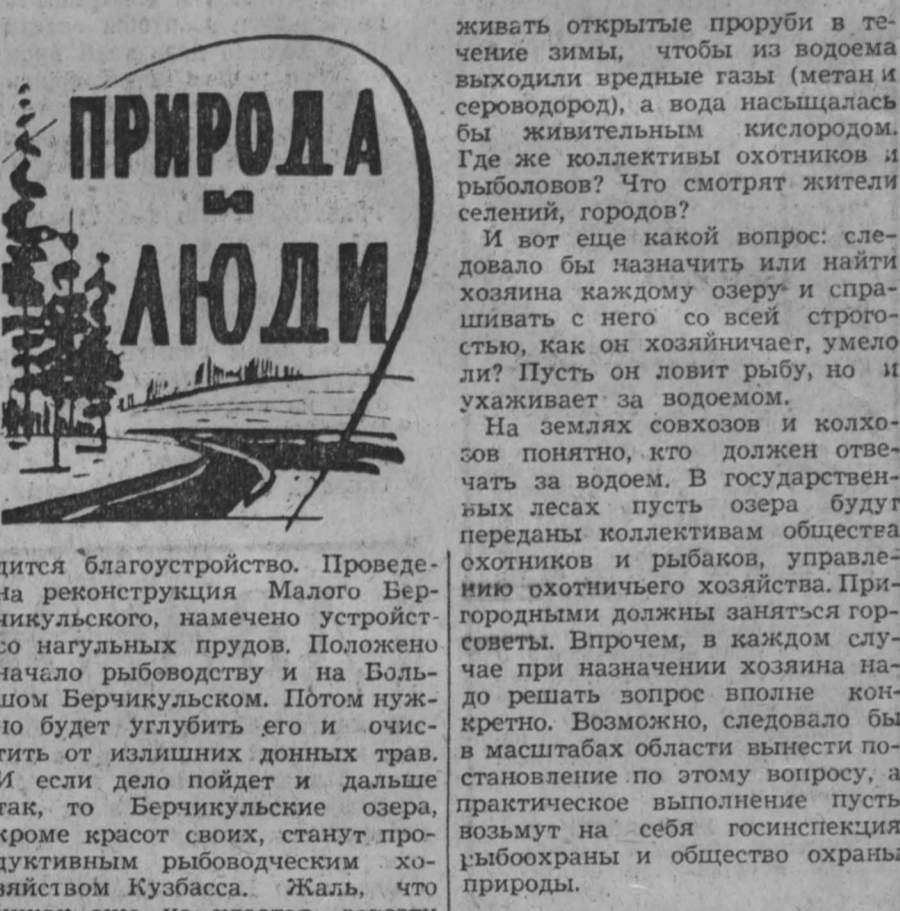 ПРИРОДА
И
ЛЮДИ
дится благоустройство. Проведе-
на реконструкция Малого Бер-
чикульского, намечено устройст-
со нагульных прудов. Положено
начало рыбоводству и на Боль-
шом Берчикульском. Потом нуж-
но будет углубить его и очис-
тить от излишних донных трав.
И если дело пойдет и дальше
так, то Берчикульские озера,
кроме красот своих, станут про-
дуктивным рыбоводческим хо-
зяйством Кузбасса. Жаль, что
живать открытые проруби в те-
чение зимы, чтобы из водоема
выходили вредные газы (метан и
сероводород), а вода насыщалась
бы живительным кислородом.
Где же коллективы охотников и
рыболовов? Что смотрят жители
селений, городов?
И вот еще какой вопрос: сле-
довало бы назначить или найти
хозяина каждому озеру и спра-
шивать с него со всей строго-
стью, как он хозяйничает, умело
ли? Пусть он ловит рыбу, но и
ухаживает за водоемом.
На землях совхозов и колхо-
зов понятно, кто должен отве-
чать за водоем. В государствен-
ных лесах пусть озера будут
переданы коллективам общества
охотников и рыбаков, управле-
нию охотничьего хозяйства. При-
городными должны заняться гор-
советы. Впрочем, в каждом слу-
чае при назначении хозяина на-
до решать вопрос вполне кон-
кретно. Возможно, следовало бы
в масштабах области вынести по-
становление по этому вопросу, а
практическое выполнение пусть
возьмут на себя госинспекция
рыбоохраны и общество охраны
природы.